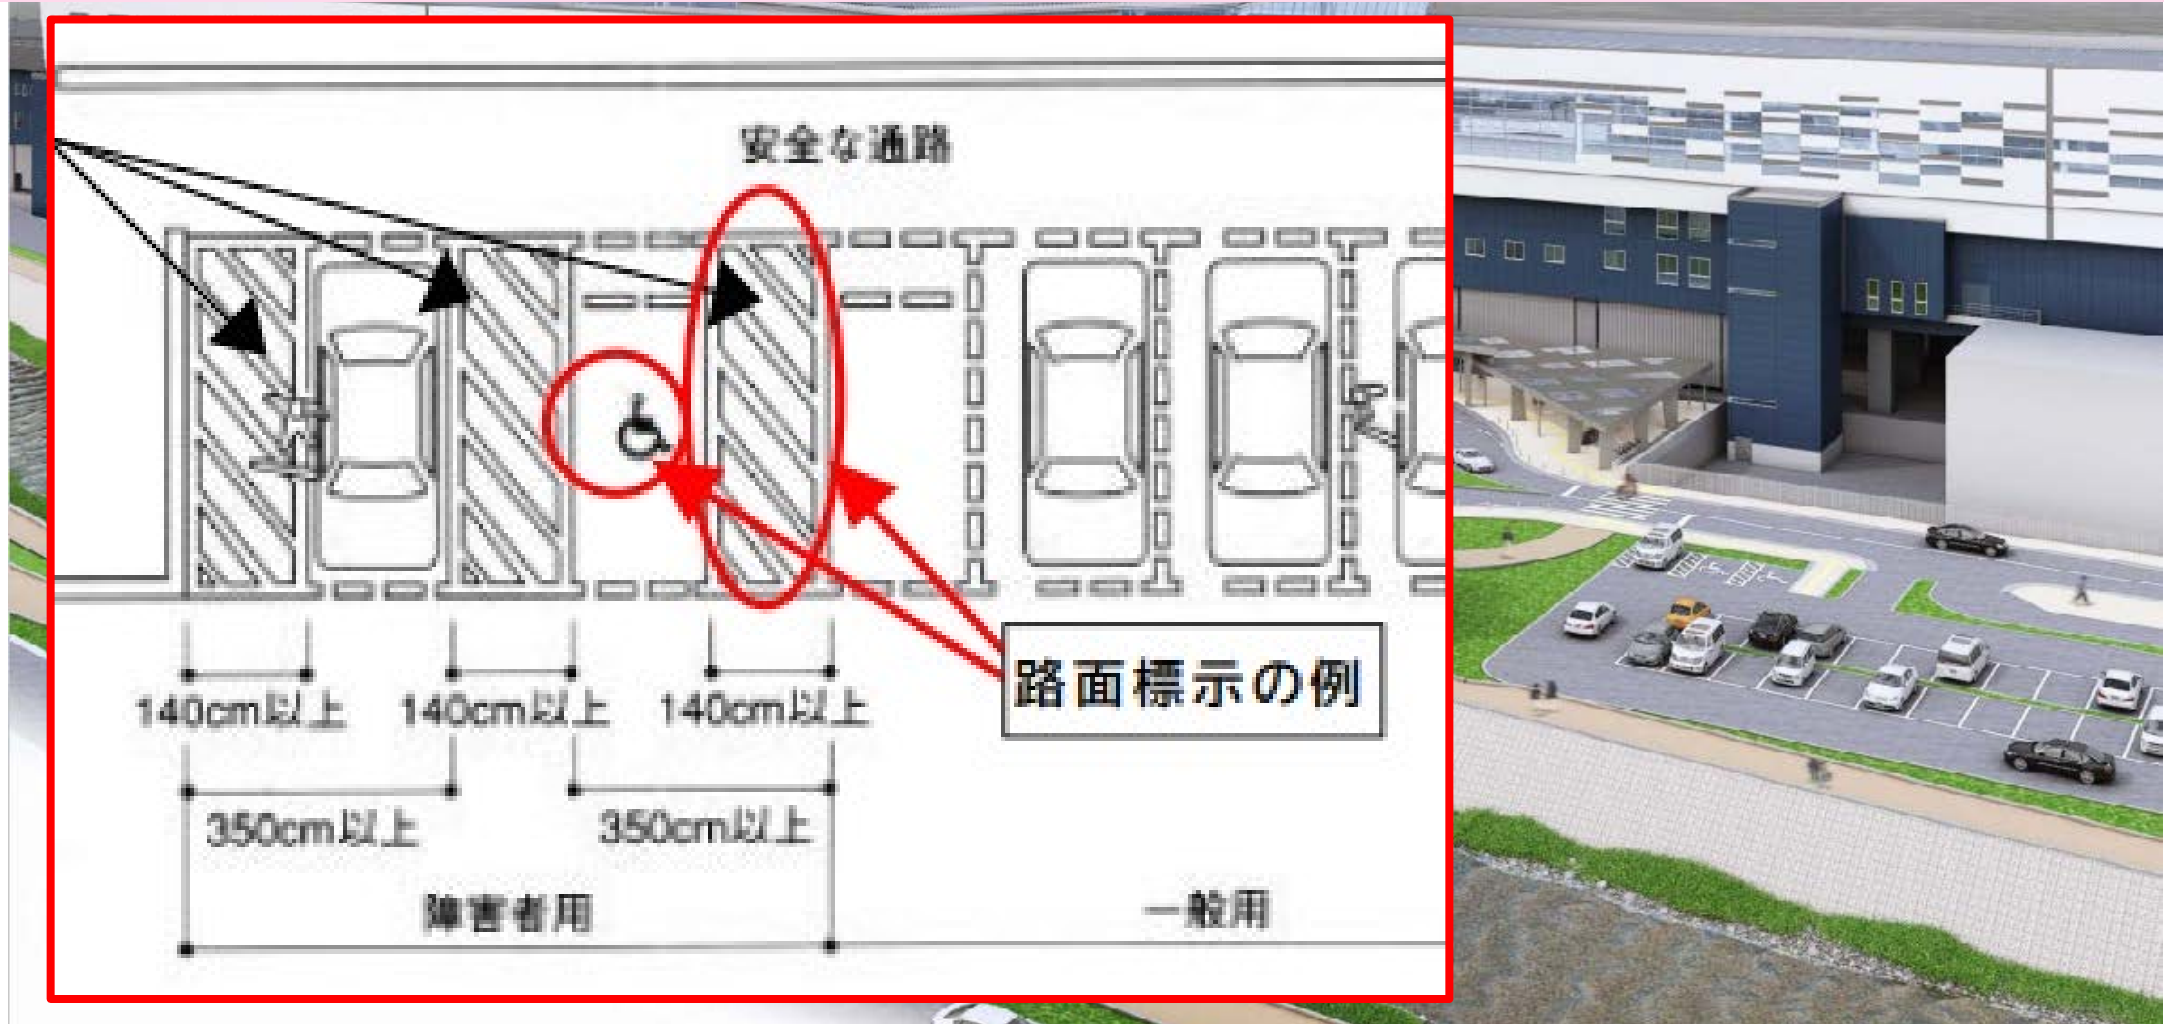 安全な通路
路面標示の例
140cm以上 140cm以上 140cm以上
350cm以上 350cm以上
障害者用 一般用